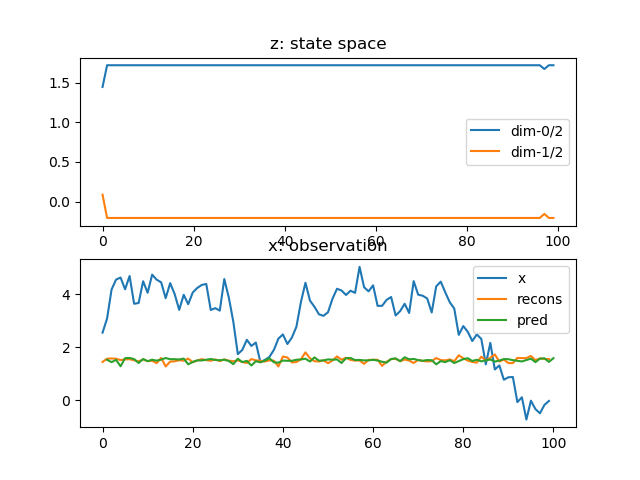 z: state space
1.5
1.0
0.5
0.0
dim-0/2
dim-1/2
0 20 40 60 80 100
x: observation
4
2
0
x
recons
pred
0 20 40 60 80 100